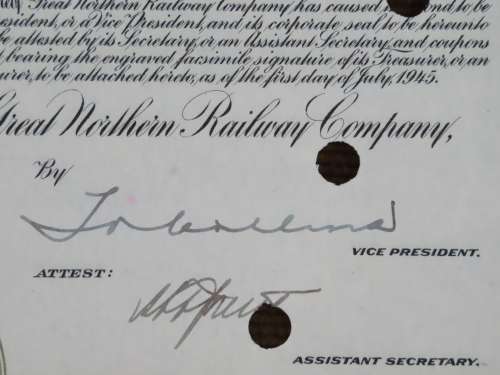 Great Northern Railway Company has caused bond to be
esident, or a Vice President, and its corporate seal to be hereunto
be attested by its Secretary, or an Assistant Secretary, and coupons
bearing the engraved facsimile signature, of its Treasurer, or an
urer, to be attached hereto, as of the first day of July, 1945.
Great Northern Railway Company,
By
VICE PRESIDENT.
ATTEST:
ASSISTANT SECRETARY.